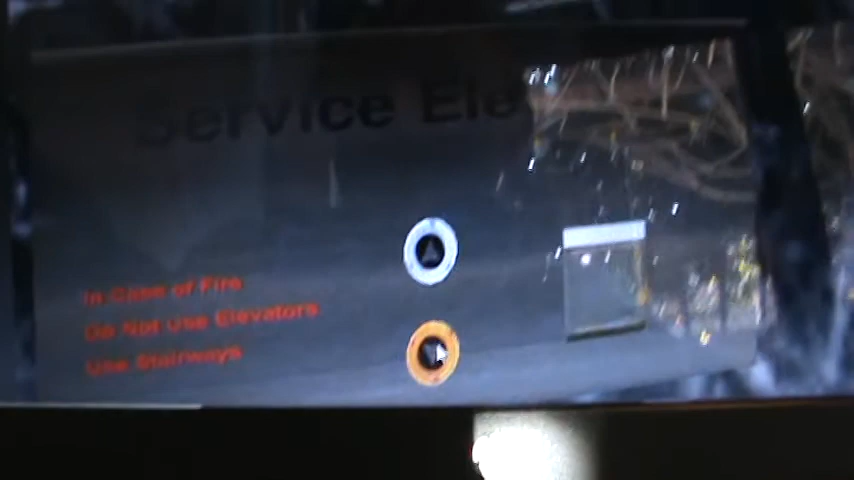 Service Ele
In Case of Fire
Do Not Use Elevators
Use Stairways